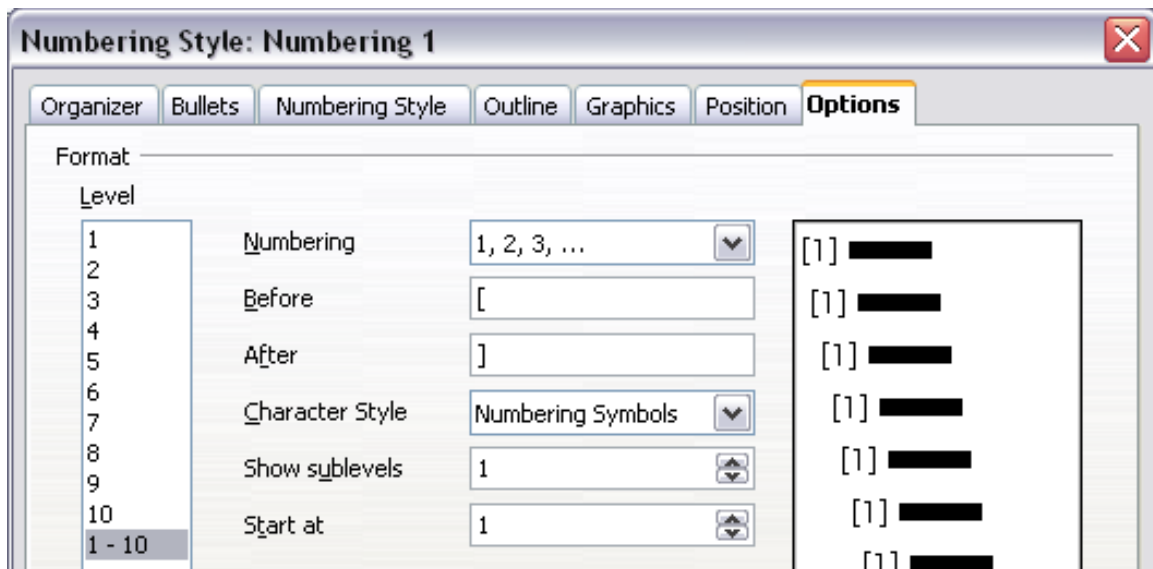 Numbering Style: Numbering 1
Organizer Bullets Numbering Style Outline Graphics Position Options
Format
Level
1
2
3
4
5
6
7
8
9
10
1 - 10
Numbering 1, 2, 3, ...
Before [
After ]
Character Style Numbering Symbols
Show sublevels 1
Start at 1
[1]
[1]
[1]
[1]
[1]
[1]
[1]